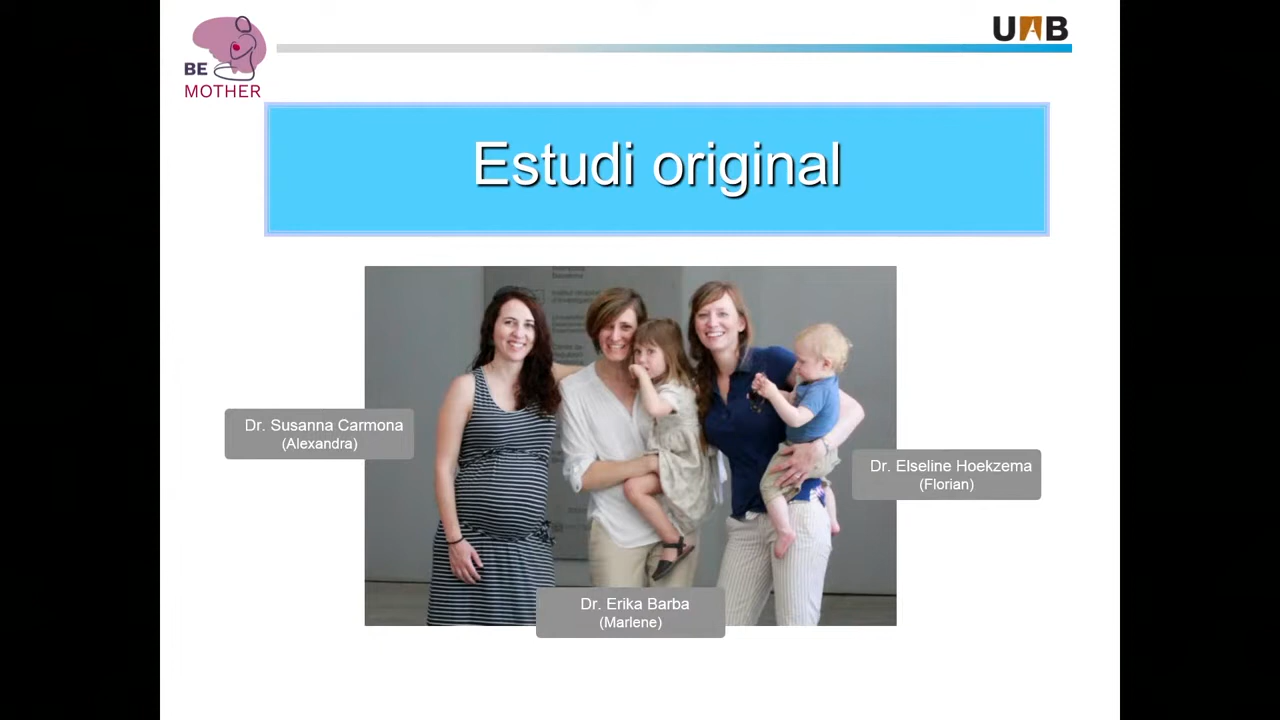 BE
MOTHER
UAB
Estudi original
Dr. Susanna Carmona
(Alexandra)
Dr. Elseline Hoekzema
(Florian)
Dr. Erika Barba
(Marlene)